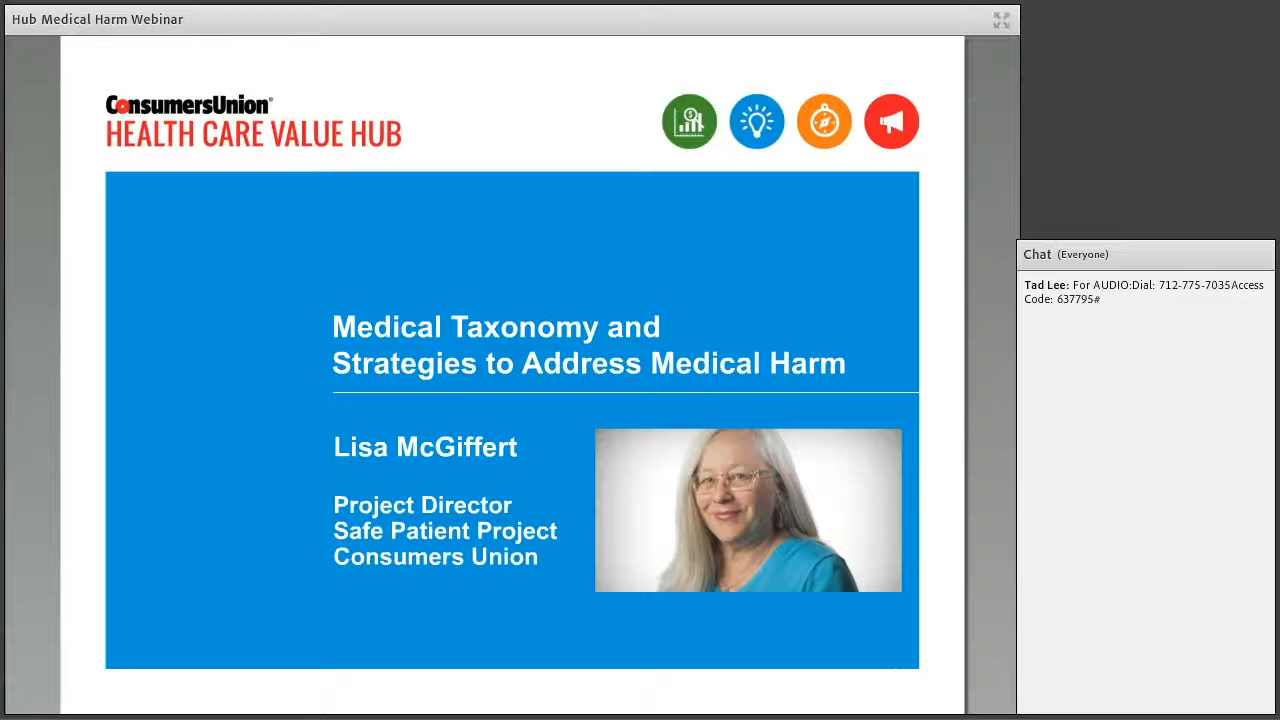 Hub Medical Harm Webinar
ConsumersUnion®
HEALTH CARE VALUE HUB
Medical Taxonomy and
Strategies to Address Medical Harm
Lisa McGiffert
Project Director
Safe Patient Project
Consumers Union
Chat (Everyone)
Tad Lee: For AUDIO:Dial: 712-775-7035Access
Code: 637795#